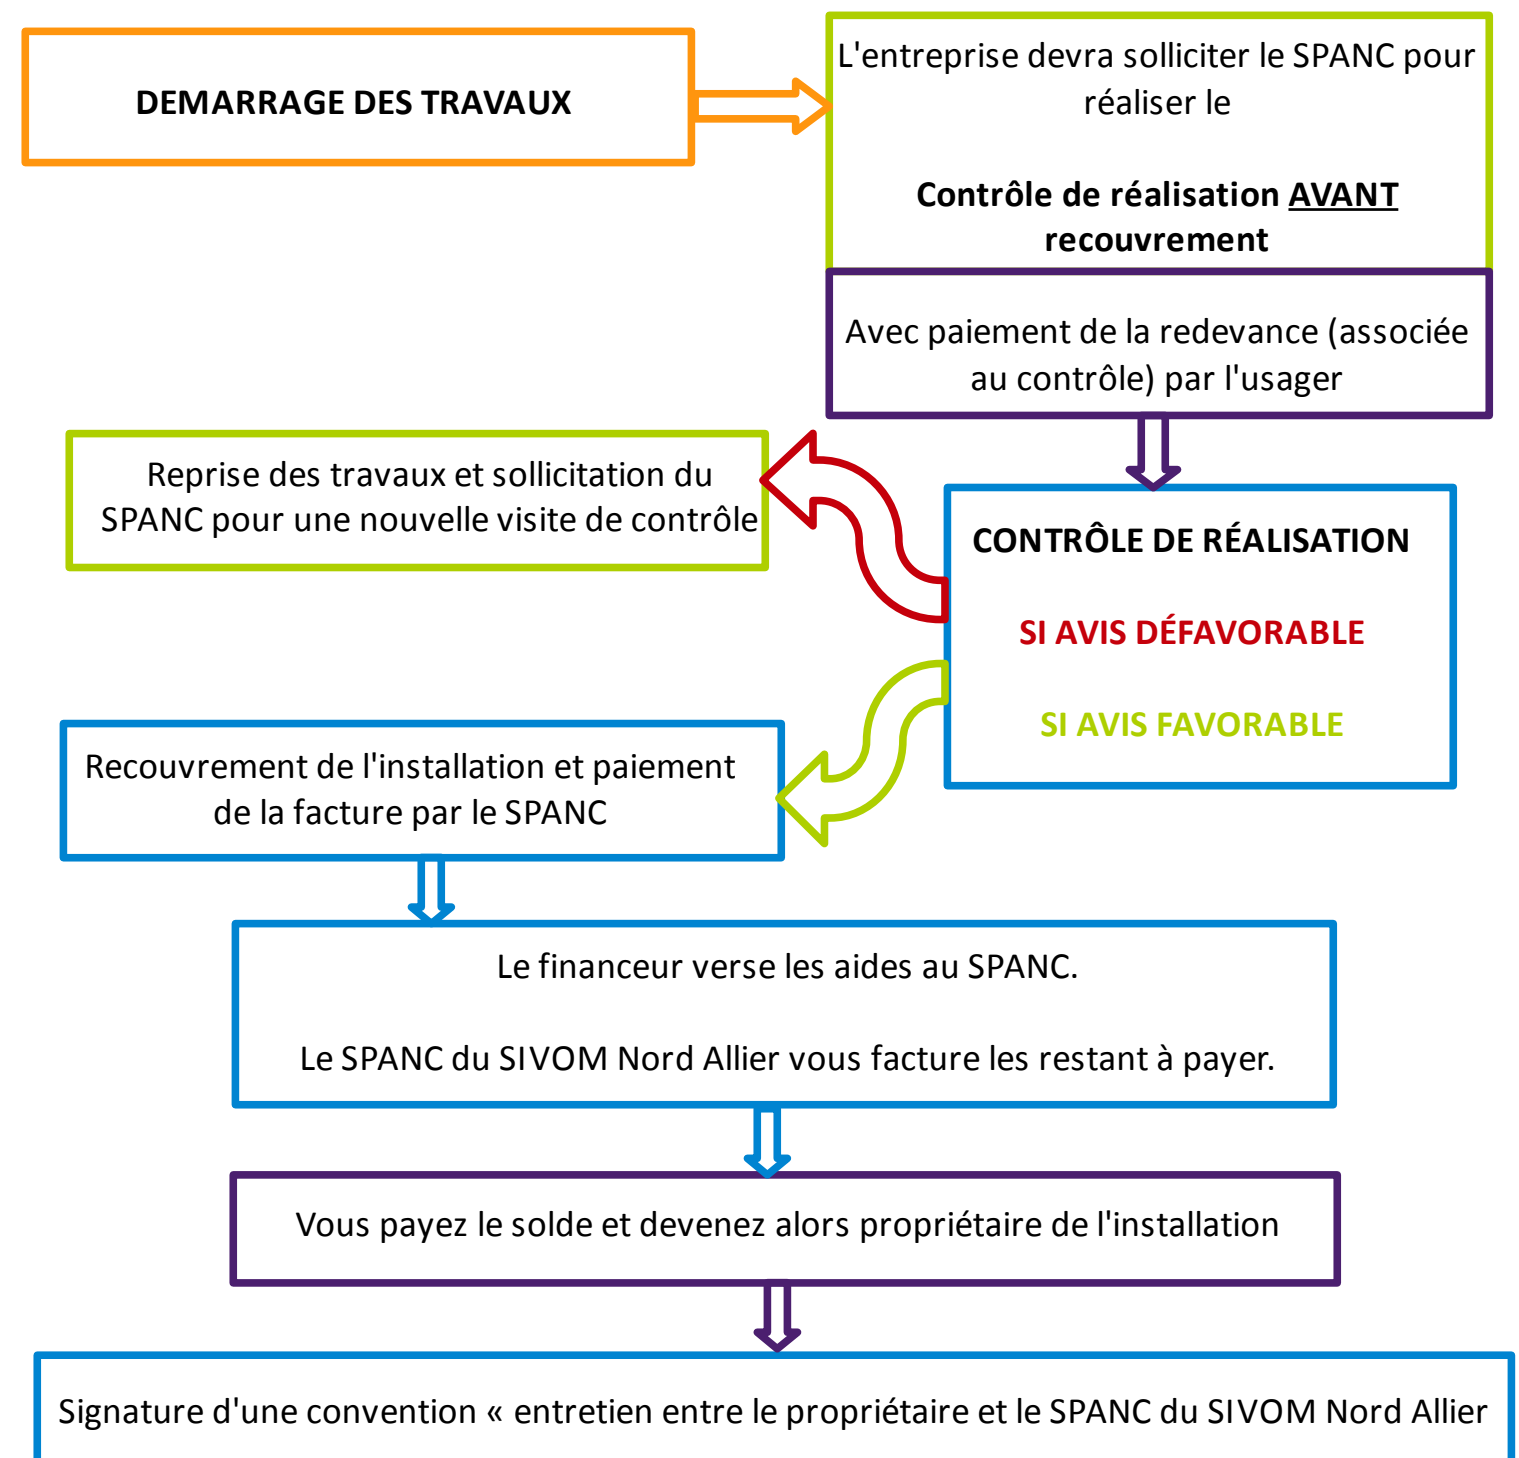 DEMARRAGE DES TRAVAUX
L'entreprise devra solliciter le SPANC pour
réaliser le
Contrôle de réalisation AVANT
recouvrement
Avec paiement de la redevance (associée
au contrôle) par l'usager
Reprise des travaux et sollicitation du
SPANC pour une nouvelle visite de contrôle
CONTRÔLE DE RÉALISATION
SI AVIS DÉFAVORABLE
SI AVIS FAVORABLE
Recouvrement de l'installation et paiement
de la facture par le SPANC
Le financeur verse les aides au SPANC.
Le SPANC du SIVOM Nord Allier vous facture les restant à payer.
Vous payez le solde et devenez alors propriétaire de l'installation
Signature d'une convention « entretien entre le propriétaire et le SPANC du SIVOM Nord Allier